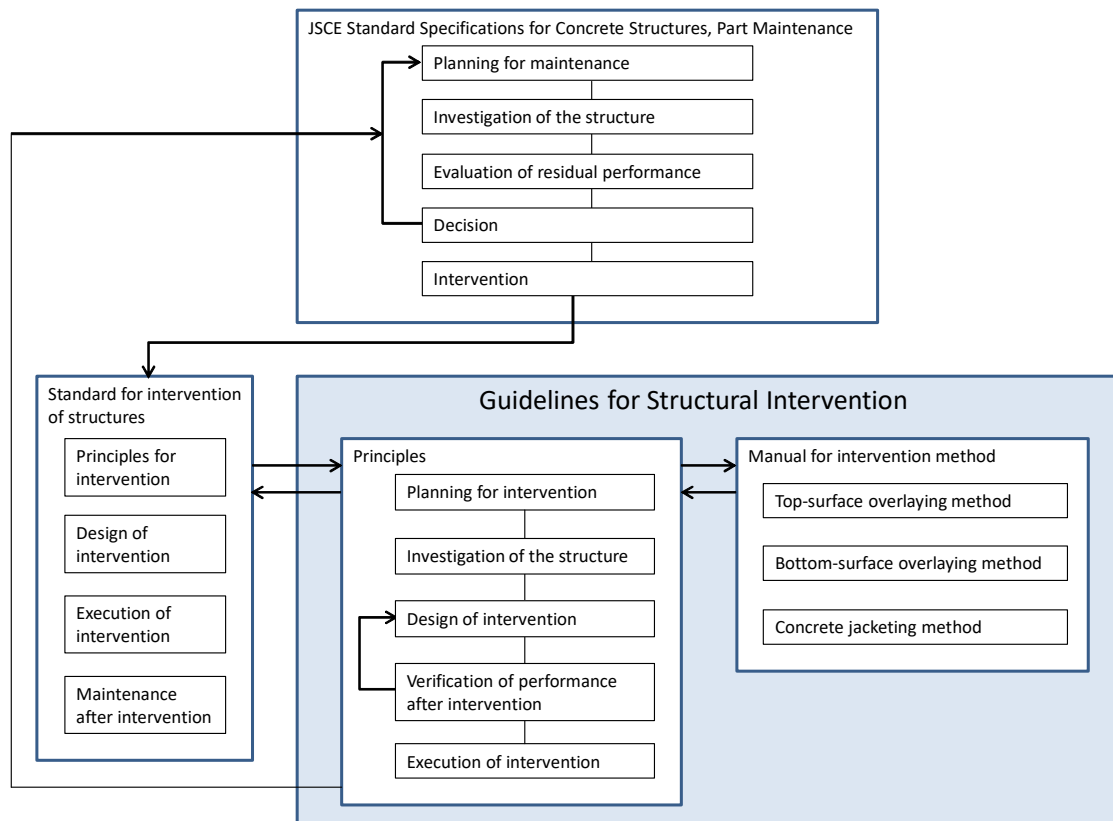 JSCE Standard Specifications for Concrete Structures, Part Maintenance
Planning for maintenance
Investigation of the structure
Evaluation of residual performance
Decision
Intervention
Standard for intervention
of structures
Principles for
intervention
Design of
intervention
Execution of
intervention
Maintenance
after intervention
Guidelines for Structural Intervention
Principles
Planning for intervention
Investigation of the structure
Design of intervention
Verification of performance
after intervention
Execution of intervention
Manual for intervention method
Top-surface overlaying method
Bottom-surface overlaying method
Concrete jacketing method